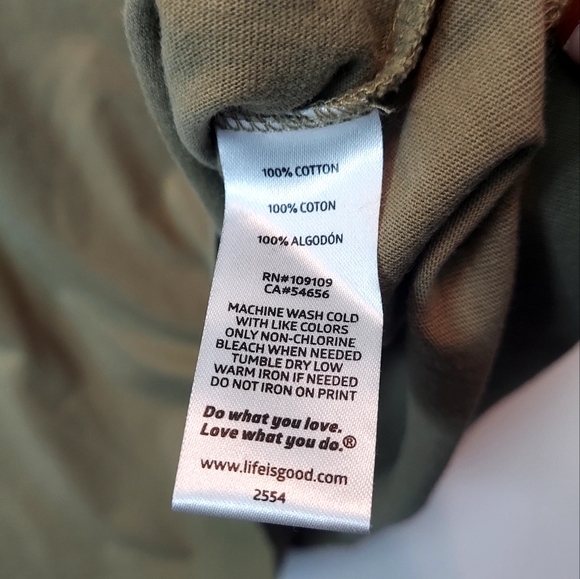 100% COTTON
100% COTON
100% ALGODÓN
RN#109109
CA#54656
MACHINE WASH COLD
WITH LIKE COLORS
ONLY NON-CHLORINE
BLEACH WHEN NEEDED
TUMBLE DRY LOW
WARM IRON IF NEEDED
DO NOT IRON ON PRINT
Do what you love.
Love what you do.®
www.lifeisgood.com
2554